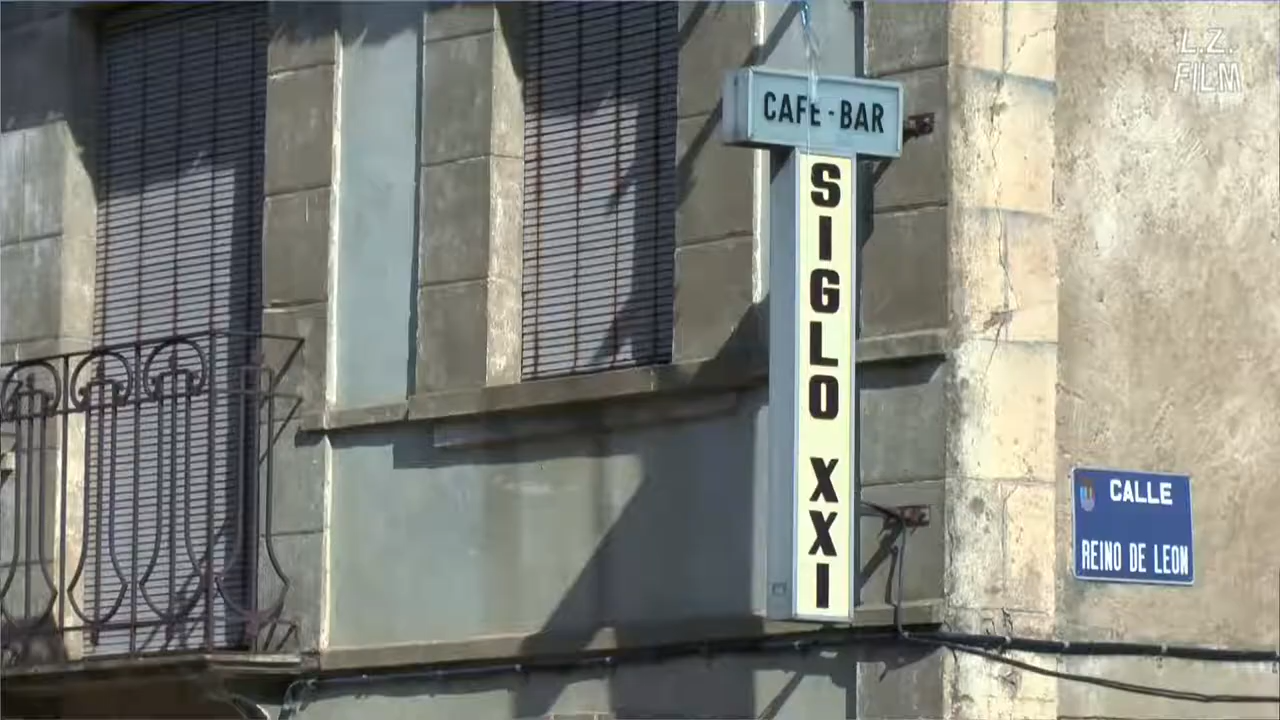 L.Z.
FILM
CAFE-BAR
SIGLO XXI
CALLE
REINO DE LEON